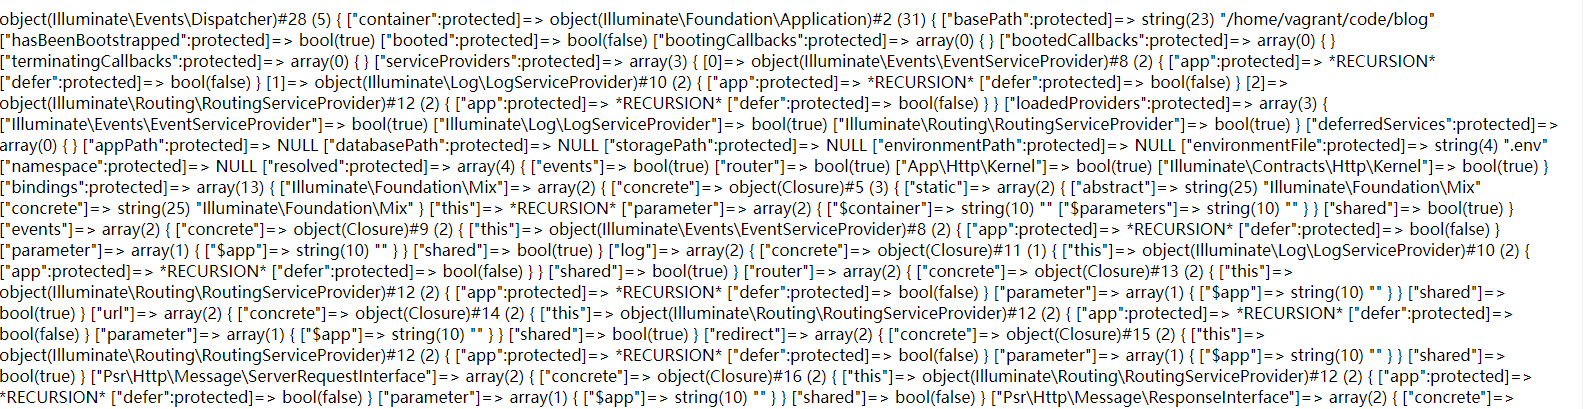 object(Illuminate\Events\Dispatcher)#28 (5) { ["container":protected]=> object(Illuminate\Foundation\Application)#2 (31) { ["basePath":protected]=> string(23) "/home/vagrant/code/blog"
["hasBeenBootstrapped":protected]=> bool(true) ["booted":protected]=> bool(false) ["bootingCallbacks":protected]=> array(0) { } ["bootedCallbacks":protected]=> array(0) { }
["terminatingCallbacks":protected]=> array(0) { } ["serviceProviders":protected]=> array(3) { [0]=> object(Illuminate\Events\EventServiceProvider)#8 (2) { ["app":protected]=> *RECURSION*
["defer":protected]=> bool(false) } [1]=> object(Illuminate\Log\LogServiceProvider)#10 (2) { ["app":protected]=> *RECURSION* ["defer":protected]=> bool(false) } [2]=>
object(Illuminate\Routing\RoutingServiceProvider)#12 (2) { ["app":protected]=> *RECURSION* ["defer":protected]=> bool(false) } } ["loadedProviders":protected]=> array(3) {
["Illuminate\Events\EventServiceProvider"]=> bool(true) ["Illuminate\Log\LogServiceProvider"]=> bool(true) ["Illuminate\Routing\RoutingServiceProvider"]=> bool(true) } ["deferredServices":protected]=>
array(0) { } ["appPath":protected]=> NULL ["databasePath":protected]=> NULL ["storagePath":protected]=> NULL ["environmentPath":protected]=> NULL ["environmentFile":protected]=> string(4) ".env"
["namespace":protected]=> NULL ["resolved":protected]=> array(4) { ["events"]=> bool(true) ["router"]=> bool(true) ["App\Http\Kernel"]=> bool(true) ["Illuminate\Contracts\Http\Kernel"]=> bool(true) }
["bindings":protected]=> array(13) { ["Illuminate\Foundation\Mix"]=> array(2) { ["concrete"]=> object(Closure)#5 (3) { ["static"]=> array(2) { ["abstract"]=> string(25) "Illuminate\Foundation\Mix"
["concrete"]=> string(25) "Illuminate\Foundation\Mix" } ["this"]=> *RECURSION* ["parameter"]=> array(2) { ["$container"]=> string(10) "" ["$parameters"]=> string(10) "" } } ["shared"]=> bool(true) }
["events"]=> array(2) { ["concrete"]=> object(Closure)#9 (2) { ["this"]=> object(Illuminate\Events\EventServiceProvider)#8 (2) { ["app":protected]=> *RECURSION* ["defer":protected]=> bool(false) }
["parameter"]=> array(1) { ["$app"]=> string(10) "" } } ["shared"]=> bool(true) } ["log"]=> array(2) { ["concrete"]=> object(Closure)#11 (1) { ["this"]=> object(Illuminate\Log\LogServiceProvider)#10 (2) {
["app":protected]=> *RECURSION* ["defer":protected]=> bool(false) } } ["shared"]=> bool(true) } ["router"]=> array(2) { ["concrete"]=> object(Closure)#13 (2) { ["this"]=>
object(Illuminate\Routing\RoutingServiceProvider)#12 (2) { ["app":protected]=> *RECURSION* ["defer":protected]=> bool(false) } ["parameter"]=> array(1) { ["$app"]=> string(10) "" } } ["shared"]=>
bool(true) } ["url"]=> array(2) { ["concrete"]=> object(Closure)#14 (2) { ["this"]=> object(Illuminate\Routing\RoutingServiceProvider)#12 (2) { ["app":protected]=> *RECURSION* ["defer":protected]=>
bool(false) } ["parameter"]=> array(1) { ["$app"]=> string(10) "" } } ["shared"]=> bool(true) } ["redirect"]=> array(2) { ["concrete"]=> object(Closure)#15 (2) { ["this"]=>
object(Illuminate\Routing\RoutingServiceProvider)#12 (2) { ["app":protected]=> *RECURSION* ["defer":protected]=> bool(false) } ["parameter"]=> array(1) { ["$app"]=> string(10) "" } } ["shared"]=>
bool(true) } ["Psr\Http\Message\ServerRequestInterface"]=> array(2) { ["concrete"]=> object(Closure)#16 (2) { ["this"]=> object(Illuminate\Routing\RoutingServiceProvider)#12 (2) { ["app":protected]=>
*RECURSION* ["defer":protected]=> bool(false) } ["parameter"]=> array(1) { ["$app"]=> string(10) "" } } ["shared"]=> bool(false) } ["Psr\Http\Message\ResponseInterface"]=> array(2) { ["concrete"]=>